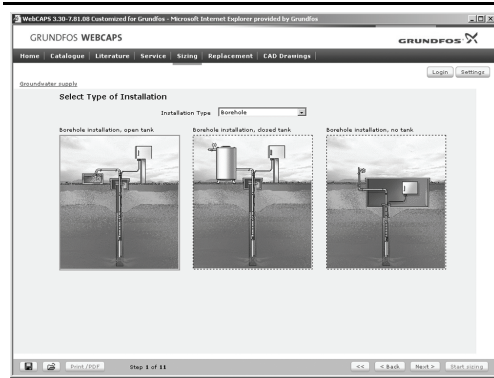 WebCAPS 3.30-7.81.08 Customized for Grundfos - Microsoft Internet Explorer provided by Grundfos
GRUNDFOS WEBCAPS
GRUNDFOS
Home Catalogue Literature Service Sizing Replacement CAD Drawings
Login Settings
Groundwater supply
Select Type of Installation
Installation Type Borehole
Borehole installation, open tank Borehole installation, closed tank Borehole installation, no tank
Print/PDF Step 1 of 11 << < Back Next > Start sizing